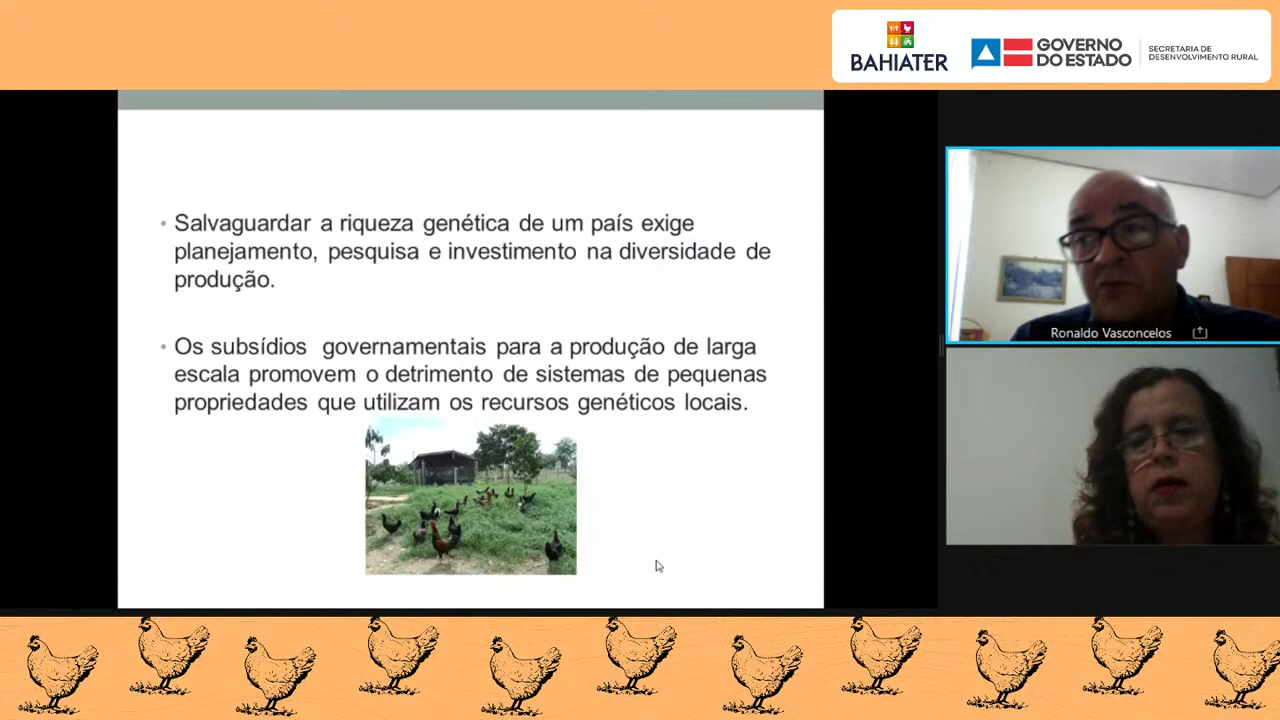 BAHIATER
GOVERNO
DO ESTADO
SECRETARIA DE
DESENVOLVIMENTO RURAL
• Salvaguardar a riqueza genética de um país exige
planejamento, pesquisa e investimento na diversidade de
produção.
• Os subsídios governamentais para a produção de larga
escala promovem o detrimento de sistemas de pequenas
propriedades que utilizam os recursos genéticos locais.
Ronaldo Vasconcelos